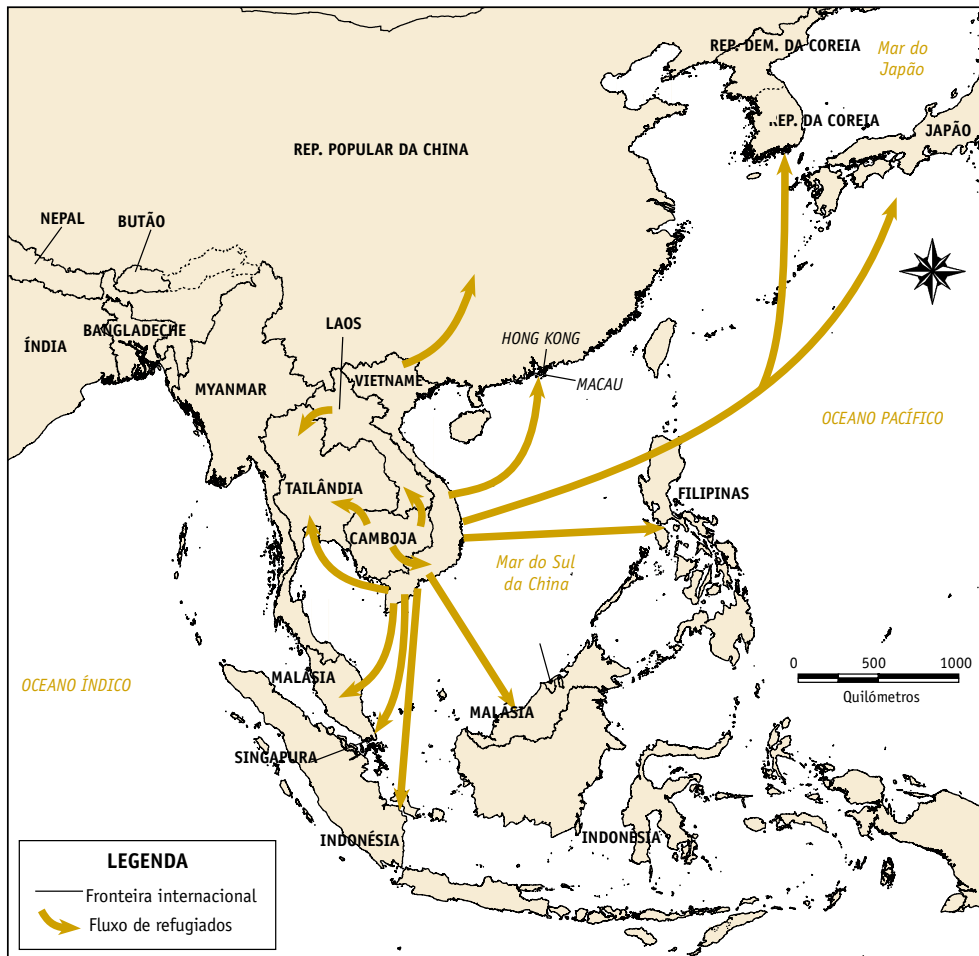 REP. DEM. DA COREIA
Mar do
Japão
REP. DA COREIA
JAPÃO
REP. POPULAR DA CHINA
NEPAL
BUTÃO
LAOS
BANGLADECHE
ÍNDIA
HONG KONG
MACAU
VIETNAME
MYANMAR
OCEANO PACÍFICO
TAILÂNDIA
FILIPINAS
CAMBOJA
Mar do Sul
da China
0 500 1000
Quilómetros
OCEANO ÍNDICO
MALÁSIA
MALÁSIA
SINGAPURA
INDONÉSIA
INDONÉSIA
LEGENDA
Fronteira internacional
Fluxo de refugiados